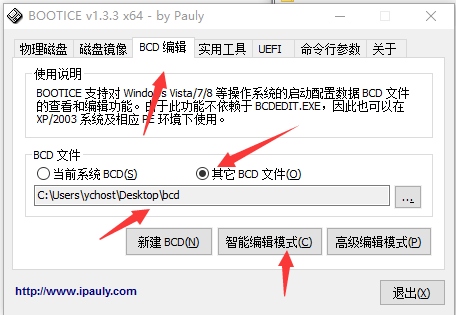 BOOTICE v1.3.3 x64 - by Pauly
物理磁盘 磁盘镜像 BCD 编辑 实用工具 UEFI 命令行参数 关于
使用说明
BOOTICE 支持对 Windows Vista/7/8 等操作系统的启动配置数据 BCD 文件
的查看和编辑功能。由于此功能不依赖于 BCDEDIT.EXE，因此也可以在
XP/2003 系统及相应 PE 环境下使用。
BCD 文件
当前系统 BCD(S) 其它 BCD 文件(O)
C:\Users\ychost\Desktop\bcd ...
新建 BCD(N) 智能编辑模式(C) 高级编辑模式(P)
http://www.ipauly.com 退出(X)